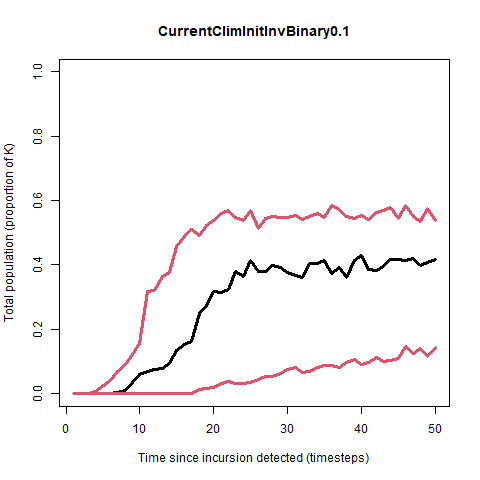 CurrentClimInitInvBinary0.1
Total population (proportion of K)
1.0
0.8
0.6
0.4
0.2
0.0
0 10 20 30 40 50
Time since incursion detected (timesteps)